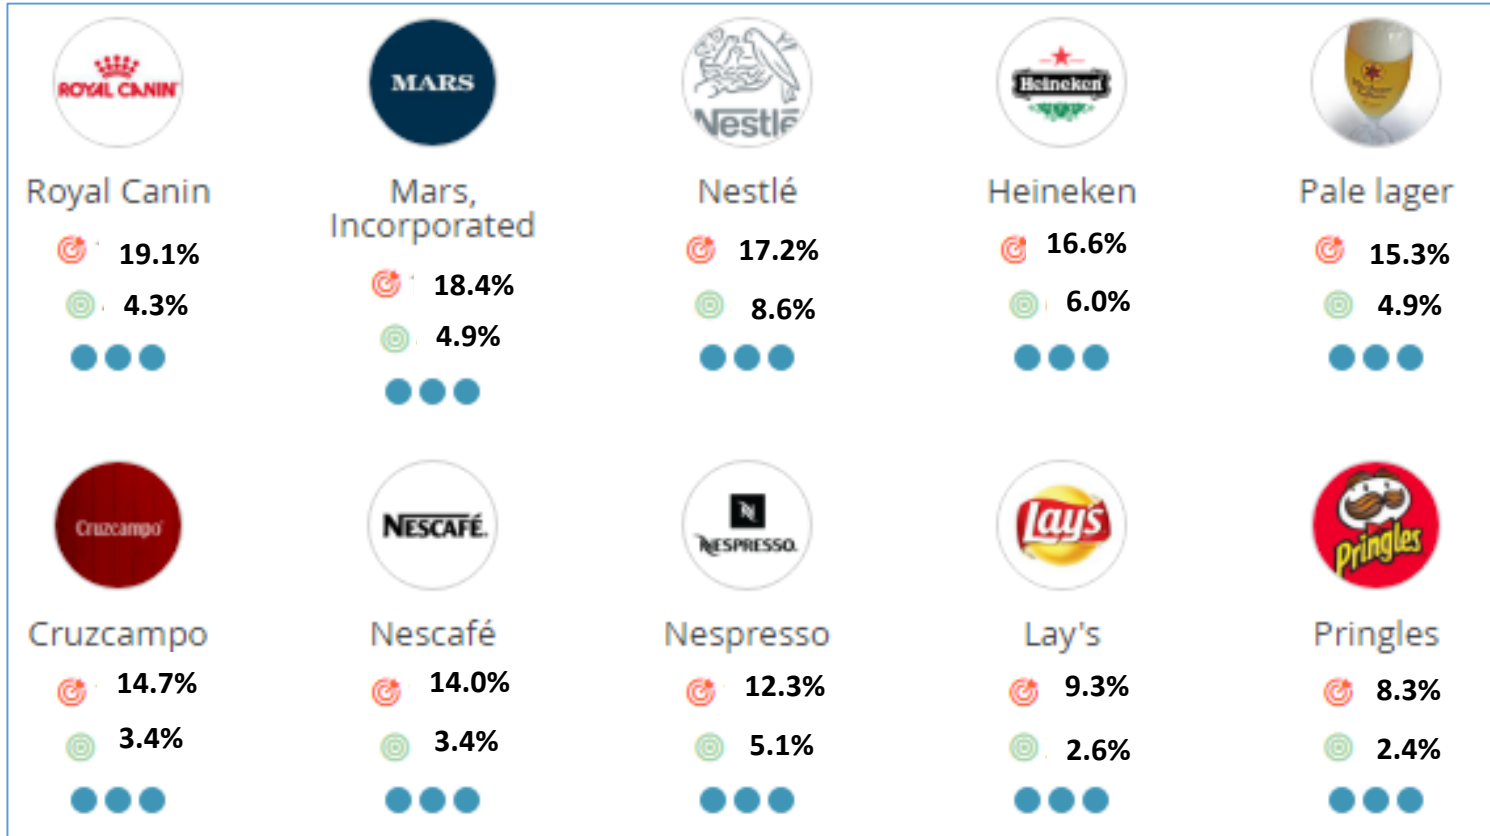 ROYAL CANIN
MARS
Nestlé
Heineken
Royal Canin
Mars,
Incorporated
Nestlé
Heineken
Pale lager
19.1%
18.4%
17.2%
16.6%
15.3%
4.3%
4.9%
8.6%
6.0%
4.9%
Cruzcampo
NESCAFÉ.
NESPRESSO.
Lay's
Pringles
Cruzcampo
Nescafé
Nespresso
Lay's
Pringles
14.7%
14.0%
12.3%
9.3%
8.3%
3.4%
3.4%
5.1%
2.6%
2.4%